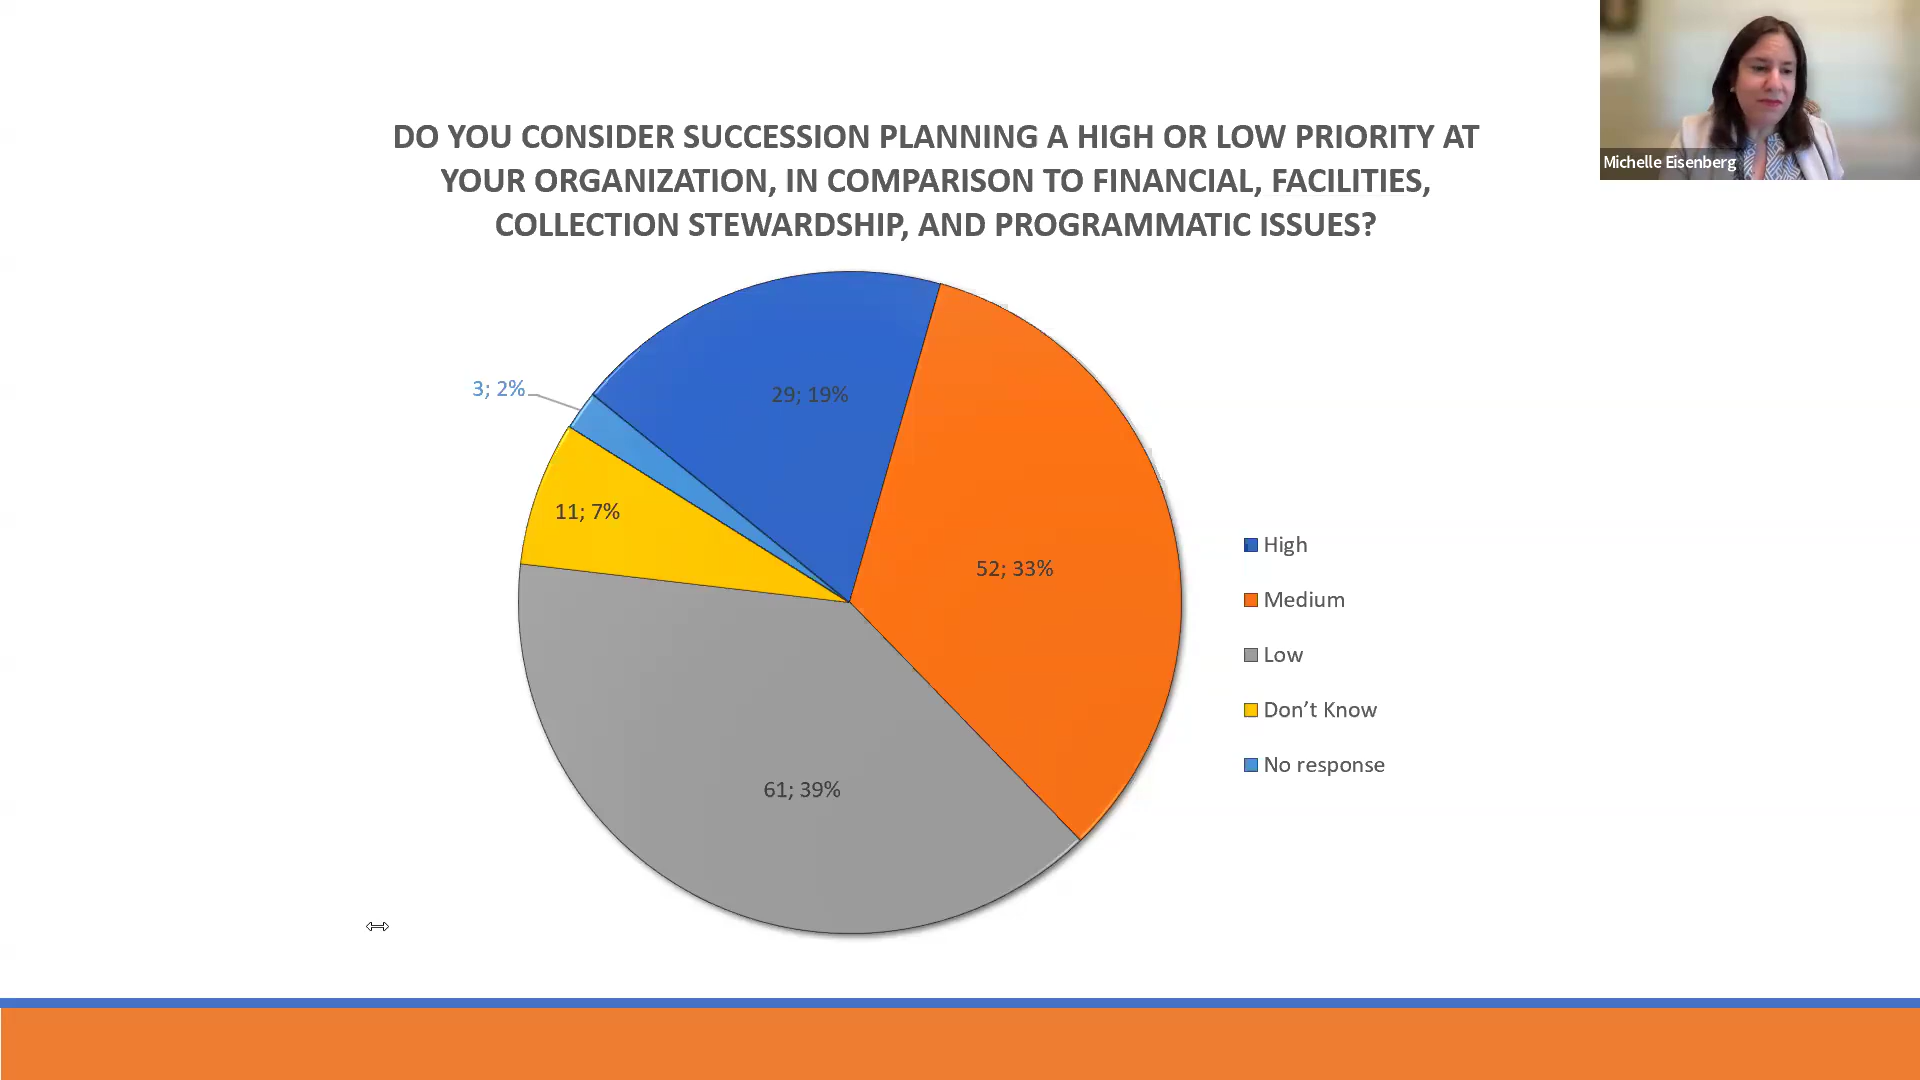 DO YOU CONSIDER SUCCESSION PLANNING A HIGH OR LOW PRIORITY AT
YOUR ORGANIZATION, IN COMPARISON TO FINANCIAL, FACILITIES,
COLLECTION STEWARDSHIP, AND PROGRAMMATIC ISSUES?
Michelle Eisenberg
3; 2%
29; 19%
11; 7%
52; 33%
61; 39%
High
Medium
Low
Don’t Know
No response